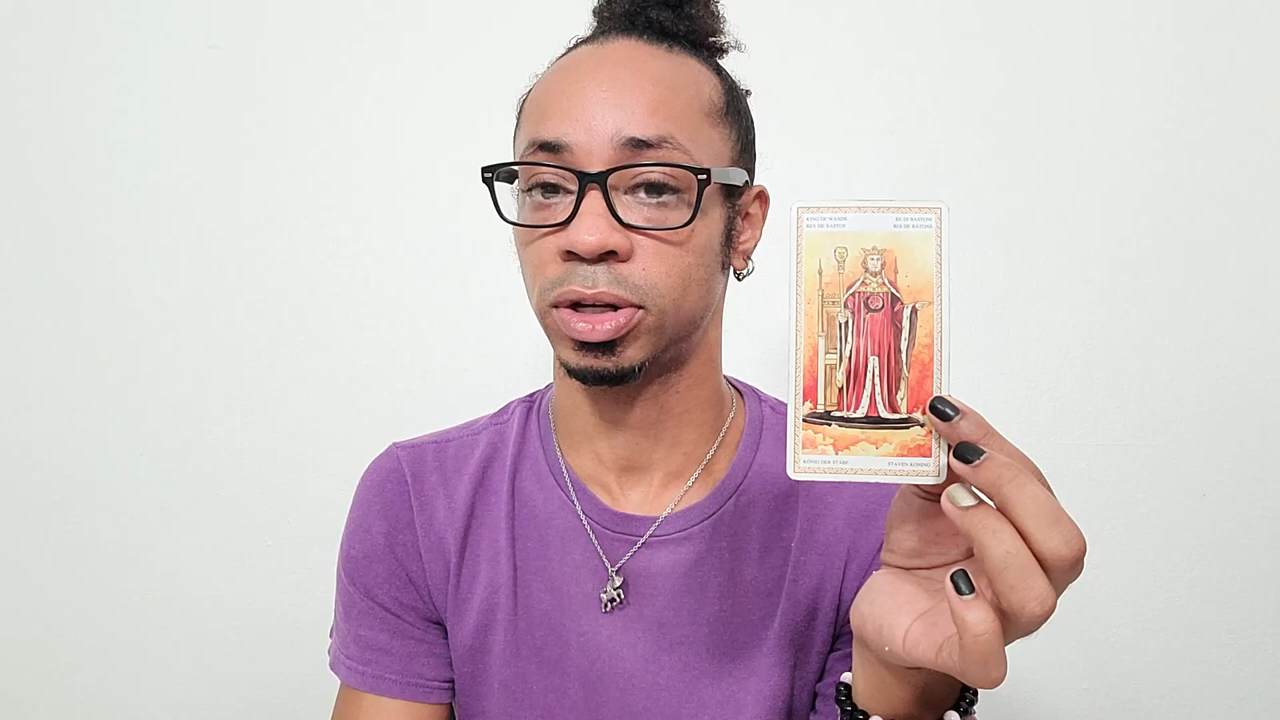 KING OF WANDS
RE DI BASTONI
REY DE BASTOS
ROI DE BATONS
KÖNIG DER STÄBE
STAVEN KONING